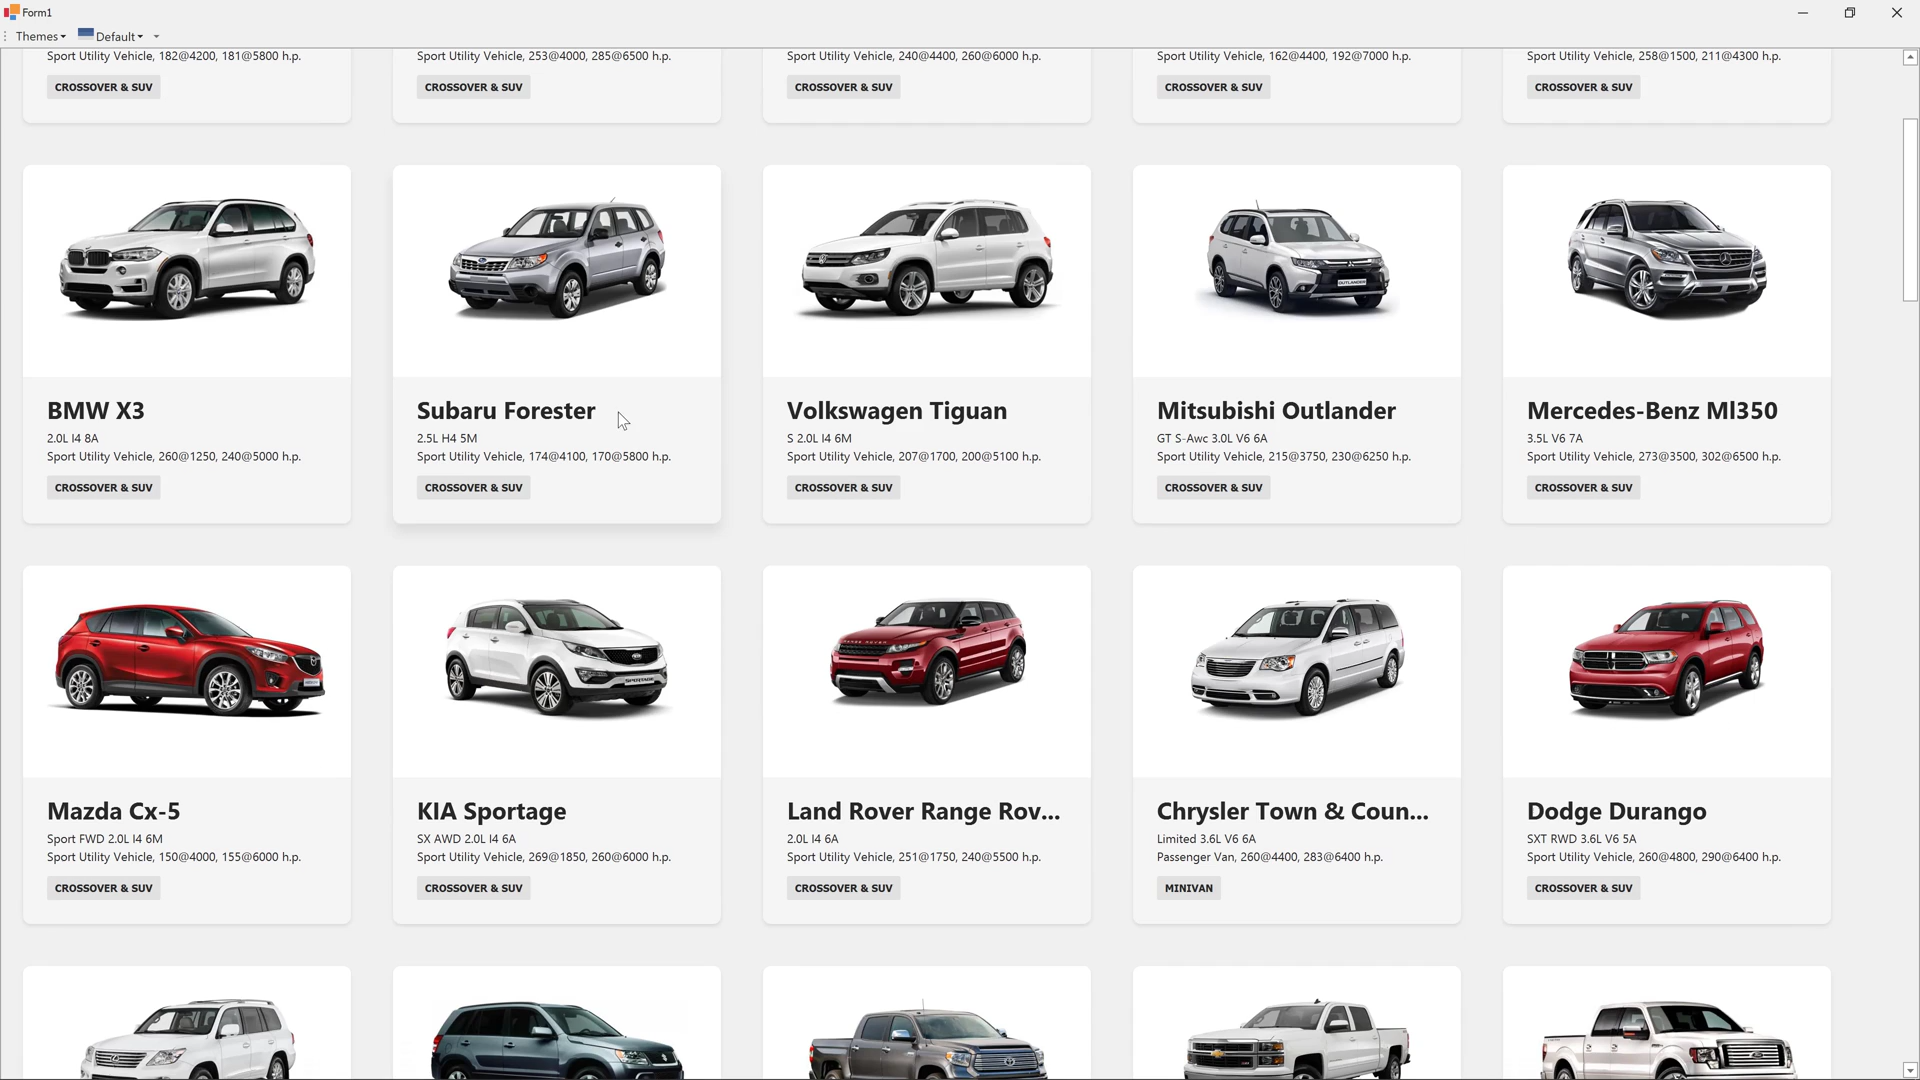 Form1
Themes
Default
Sport Utility Vehicle, 182@4200, 181@5800 h.p.
Sport Utility Vehicle, 253@4000, 285@6500 h.p.
Sport Utility Vehicle, 240@4400, 260@6000 h.p.
Sport Utility Vehicle, 162@4400, 192@7000 h.p.
Sport Utility Vehicle, 258@1500, 211@4300 h.p.
CROSSOVER & SUV
CROSSOVER & SUV
CROSSOVER & SUV
CROSSOVER & SUV
CROSSOVER & SUV
OUTLANDER
BMW X3
2.0L I4 8A
Sport Utility Vehicle, 260@1250, 240@5000 h.p.
CROSSOVER & SUV
Subaru Forester
2.5L H4 5M
Sport Utility Vehicle, 174@4100, 170@5800 h.p.
CROSSOVER & SUV
Volkswagen Tiguan
S 2.0L I4 6M
Sport Utility Vehicle, 207@1700, 200@5100 h.p.
CROSSOVER & SUV
Mitsubishi Outlander
GT S-Awc 3.0L V6 6A
Sport Utility Vehicle, 215@3750, 230@6250 h.p.
CROSSOVER & SUV
Mercedes-Benz Ml350
3.5L V6 7A
Sport Utility Vehicle, 273@3500, 302@6500 h.p.
CROSSOVER & SUV
SPORTAGE
RANGE ROVER
Mazda Cx-5
Sport FWD 2.0L I4 6M
Sport Utility Vehicle, 150@4000, 155@6000 h.p.
CROSSOVER & SUV
KIA Sportage
SX AWD 2.0L I4 6A
Sport Utility Vehicle, 269@1850, 260@6000 h.p.
CROSSOVER & SUV
Land Rover Range Rov...
2.0L I4 6A
Sport Utility Vehicle, 251@1750, 240@5500 h.p.
CROSSOVER & SUV
Chrysler Town & Coun...
Limited 3.6L V6 6A
Passenger Van, 260@4400, 283@6400 h.p.
MINIVAN
Dodge Durango
SXT RWD 3.6L V6 5A
Sport Utility Vehicle, 260@4800, 290@6400 h.p.
CROSSOVER & SUV